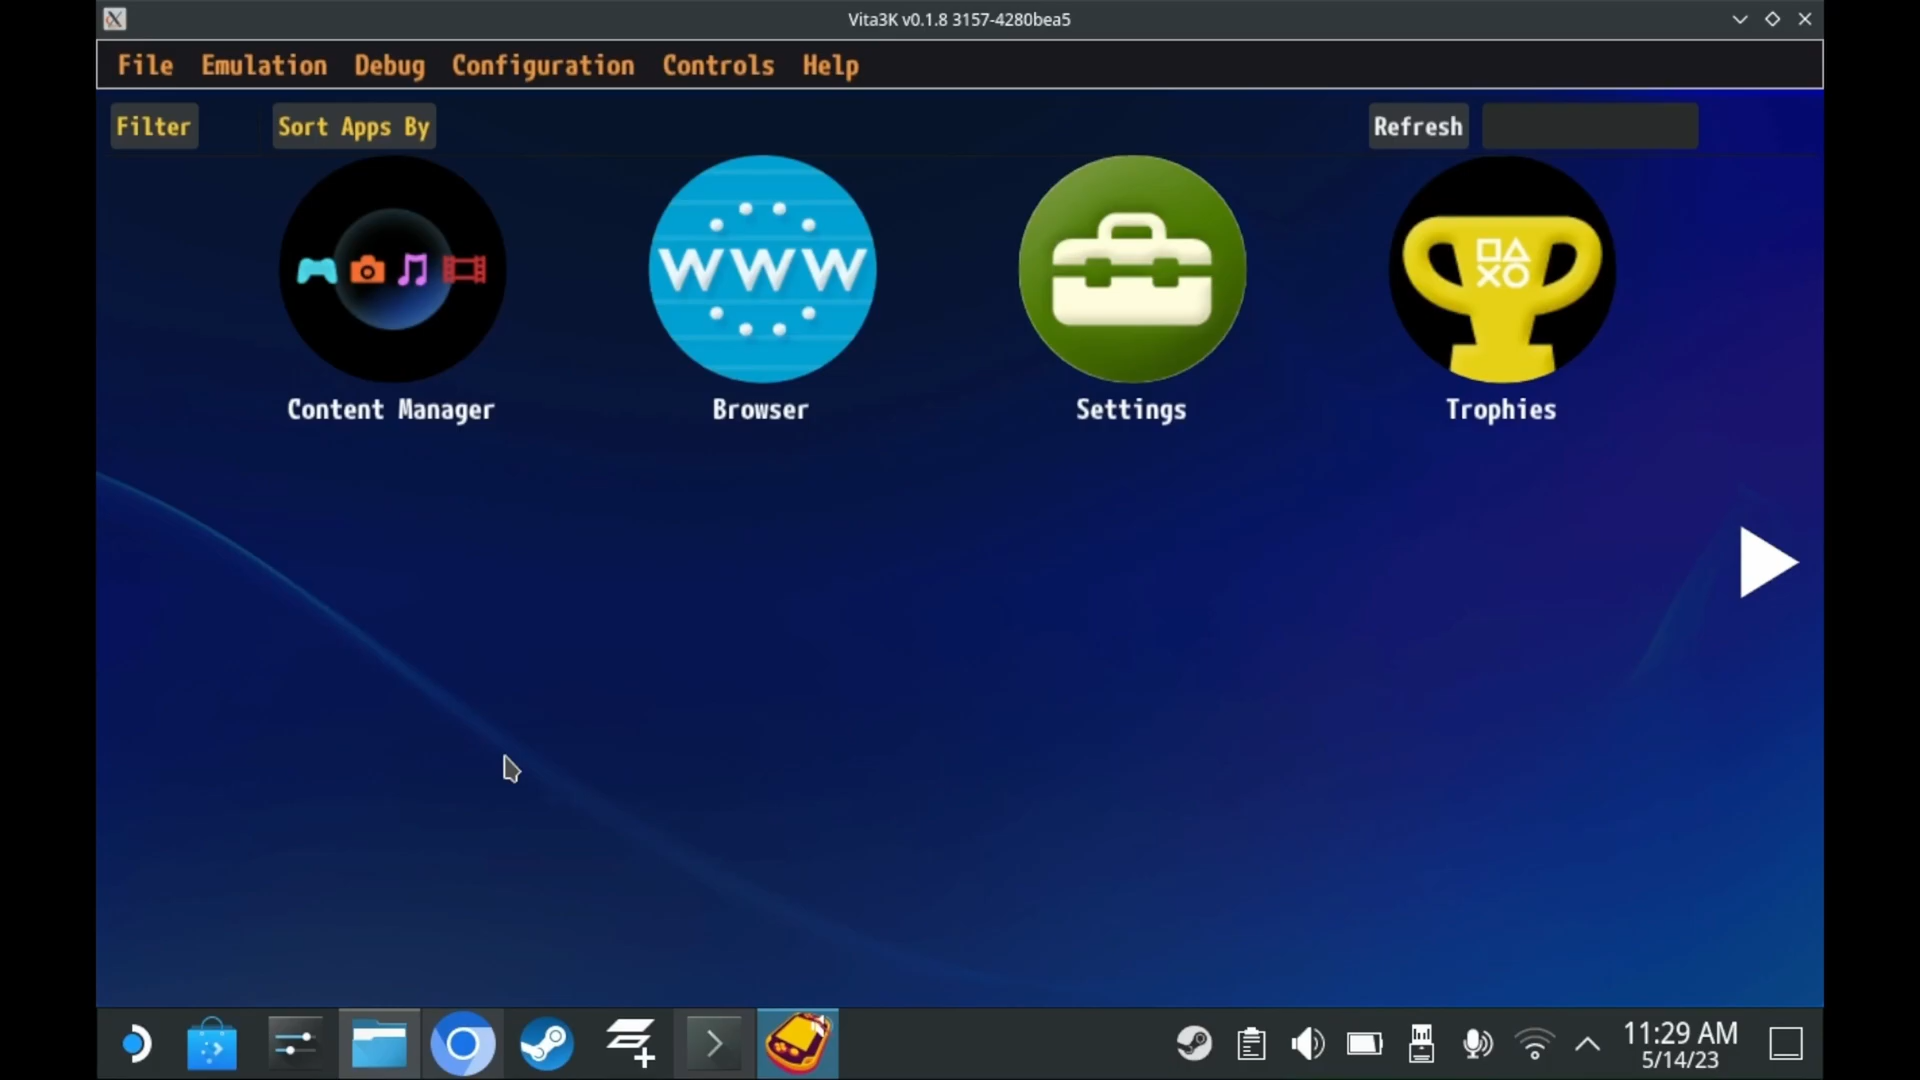 Vita3K v0.1.8 3157-4280bea5
File Emulation Debug Configuration Controls Help
Filter Sort Apps By Refresh
WWW
Content Manager Browser Settings Trophies
11:29 AM
5/14/23